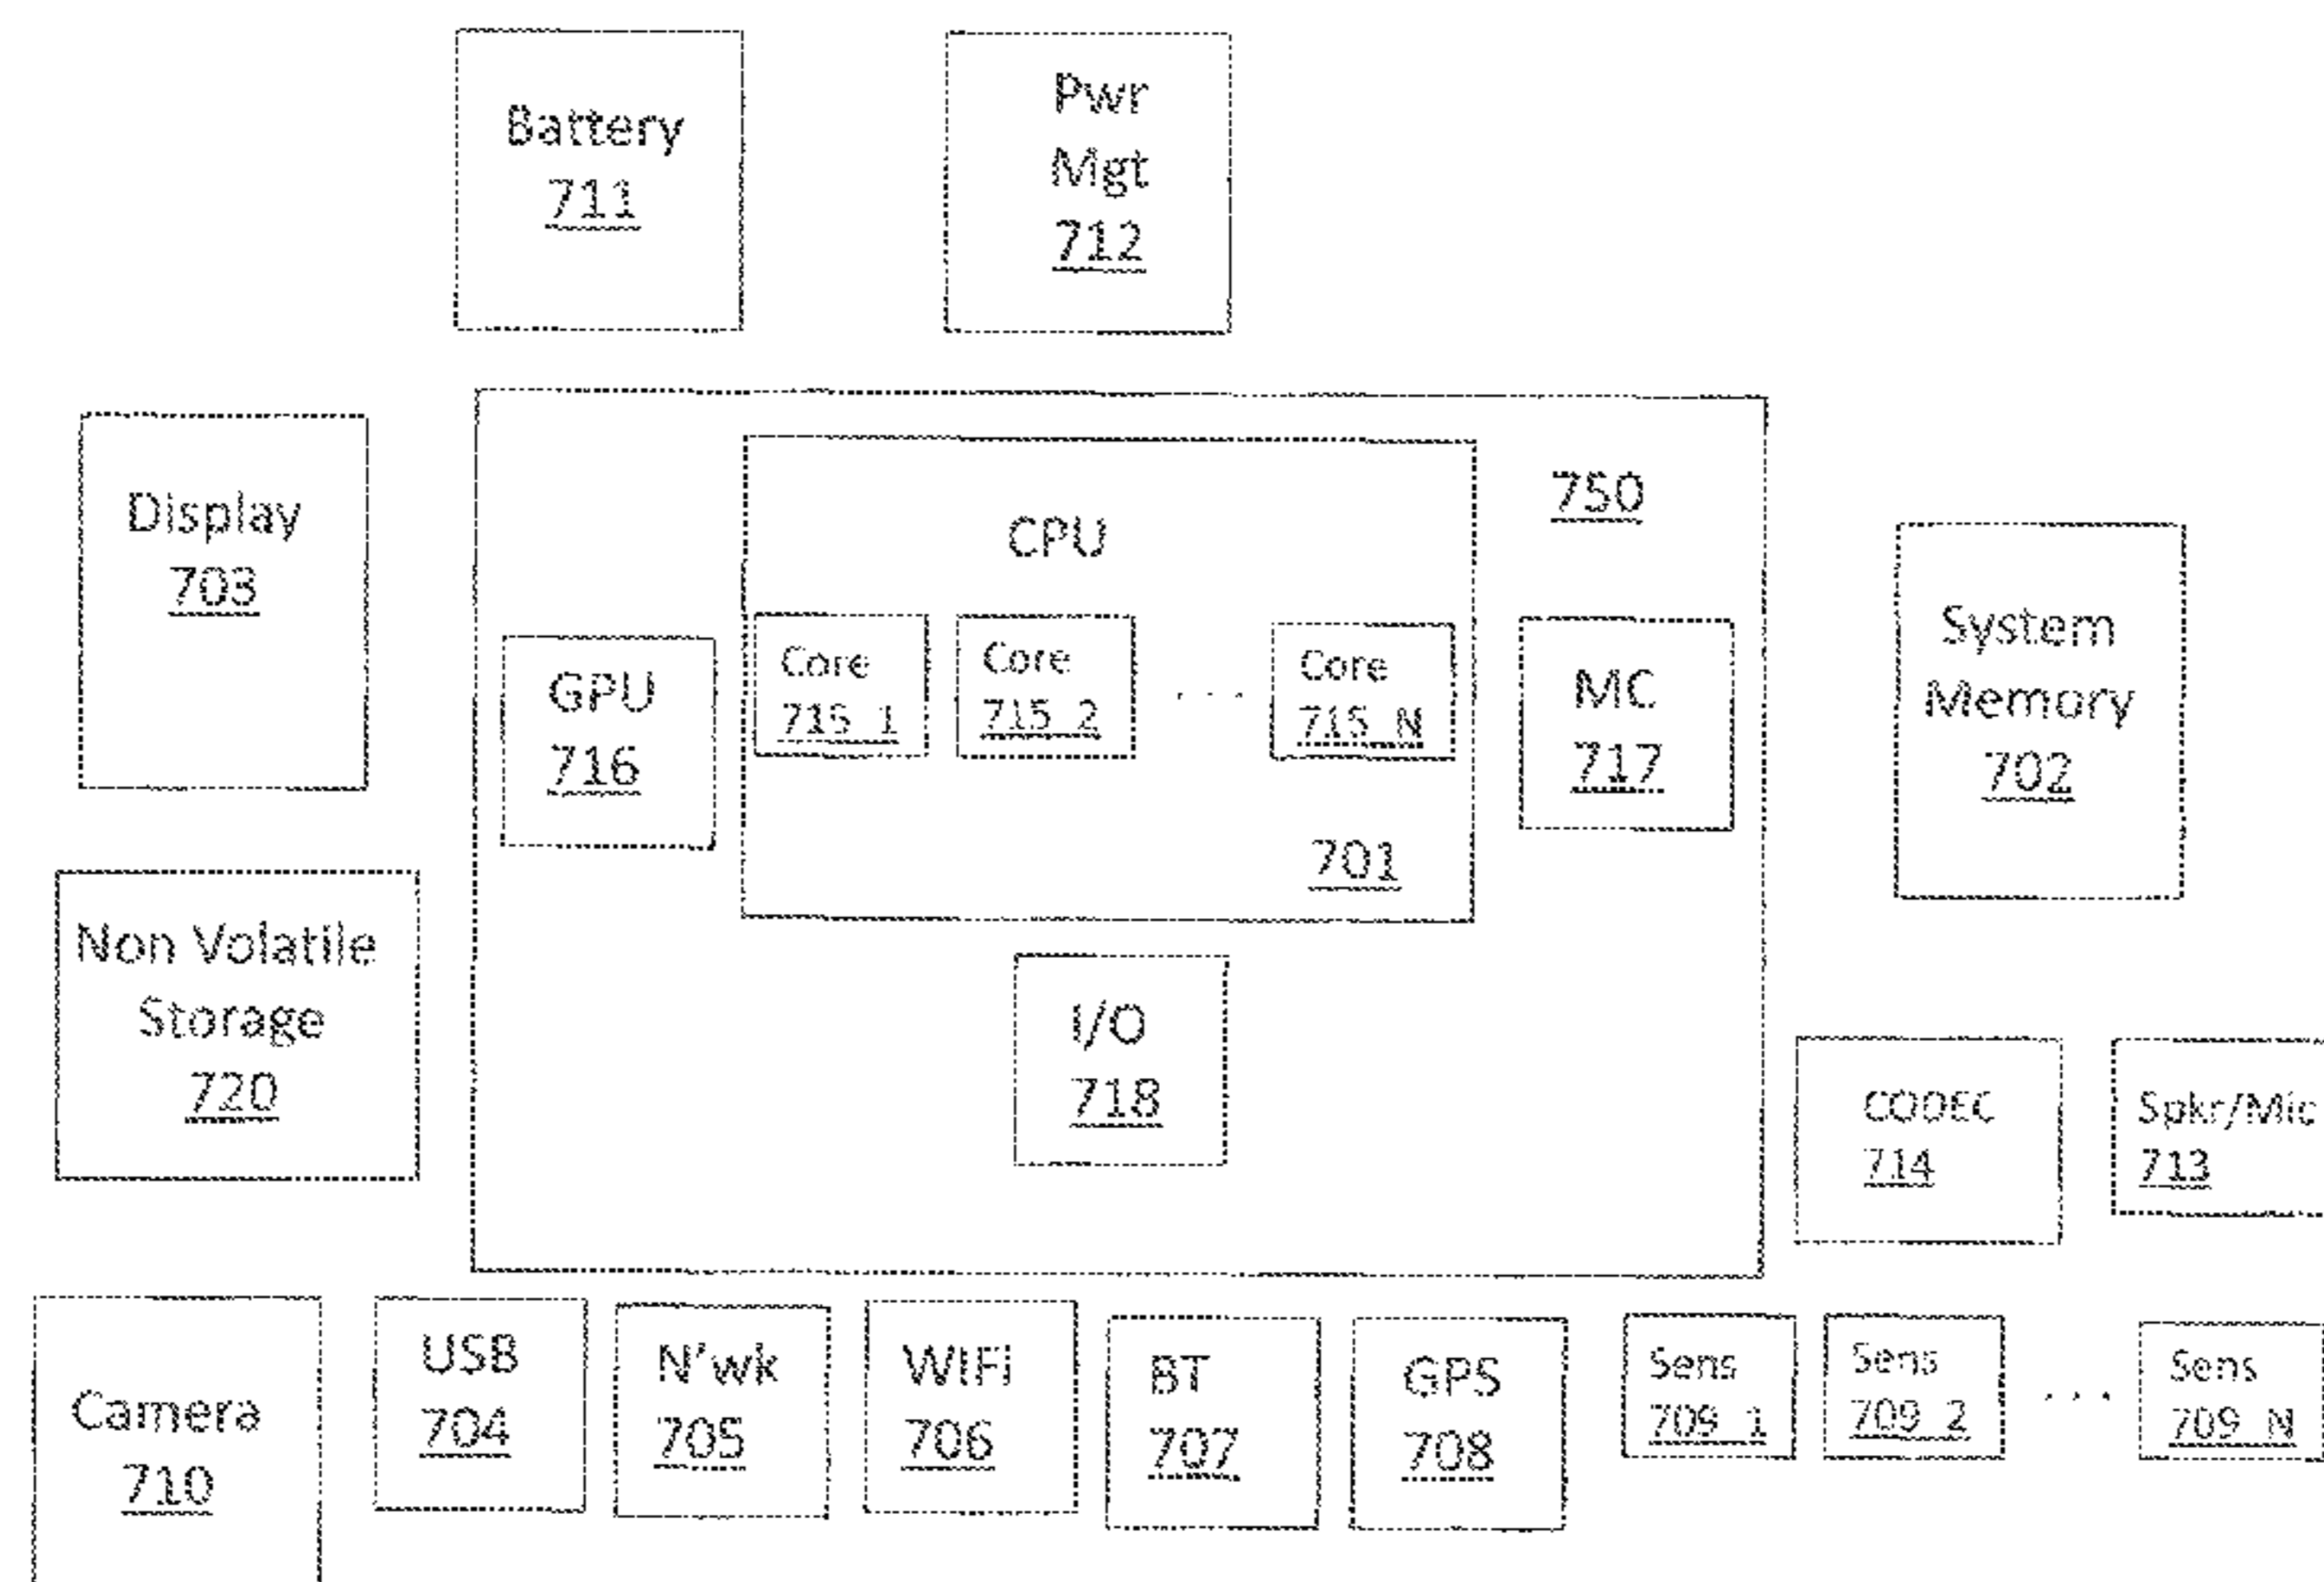 Battery
711
Pwr
Mgt
712
Display
703
750
CPU
System
Memory
702
GPU
716
Core
715_1
Core
715_2
. . .
Core
715_N
MC
717
701
Non Volatile
Storage
720
I/O
718
CODEC
714
Spkr/Mic
713
Camera
710
USB
704
N'wk
705
WIFI
706
BT
707
GPS
708
Sens
709_1
Sens
709_2
. . .
Sens
709_N